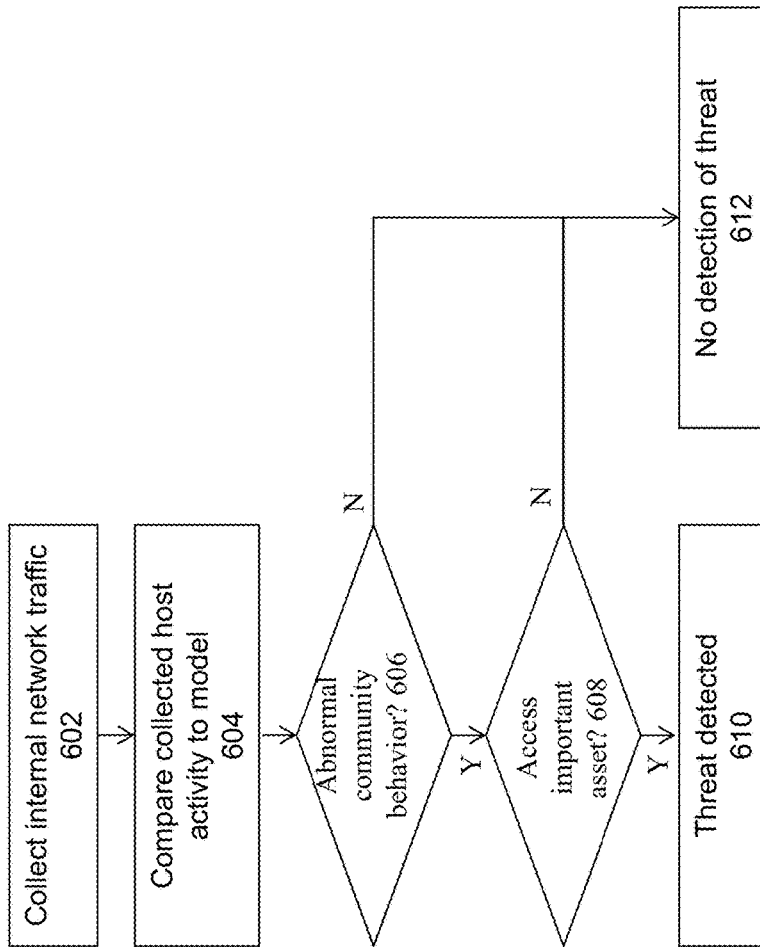 Collect internal network traffic
602
Compare collected host
activity to model
604
Abnormal
community
behavior? 606
N
Y
Access
important
asset? 608
N
Y
Threat detected
610
No detection of threat
612